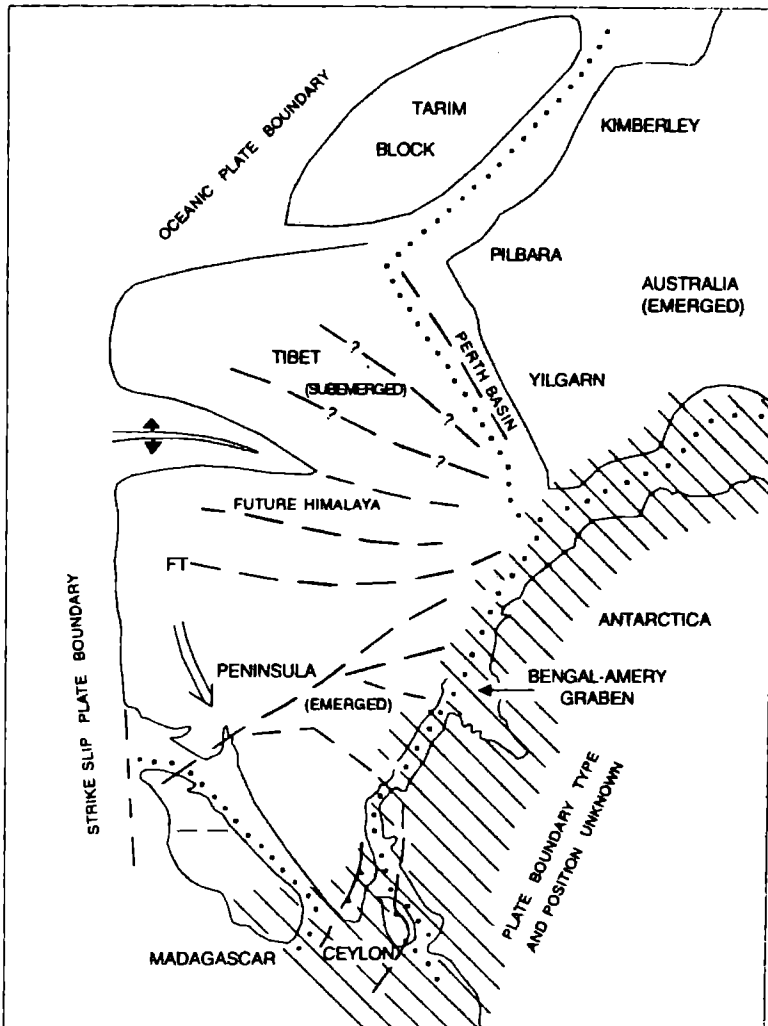 TARIM
BLOCK
KIMBERLEY
OCEANIC PLATE BOUNDARY
PILBARA
AUSTRALIA
(EMERGED)
PERTH BASIN
TIBET
(SUBEMERGED)
YILGARN
?
?
?
?
FUTURE HIMALAYA
FT
ANTARCTICA
PENINSULA
(EMERGED)
BENGAL-AMERY
GRABEN
STRIKE SLIP PLATE BOUNDARY
PLATE BOUNDARY TYPE
AND POSITION UNKNOWN
MADAGASCAR
CEYLON